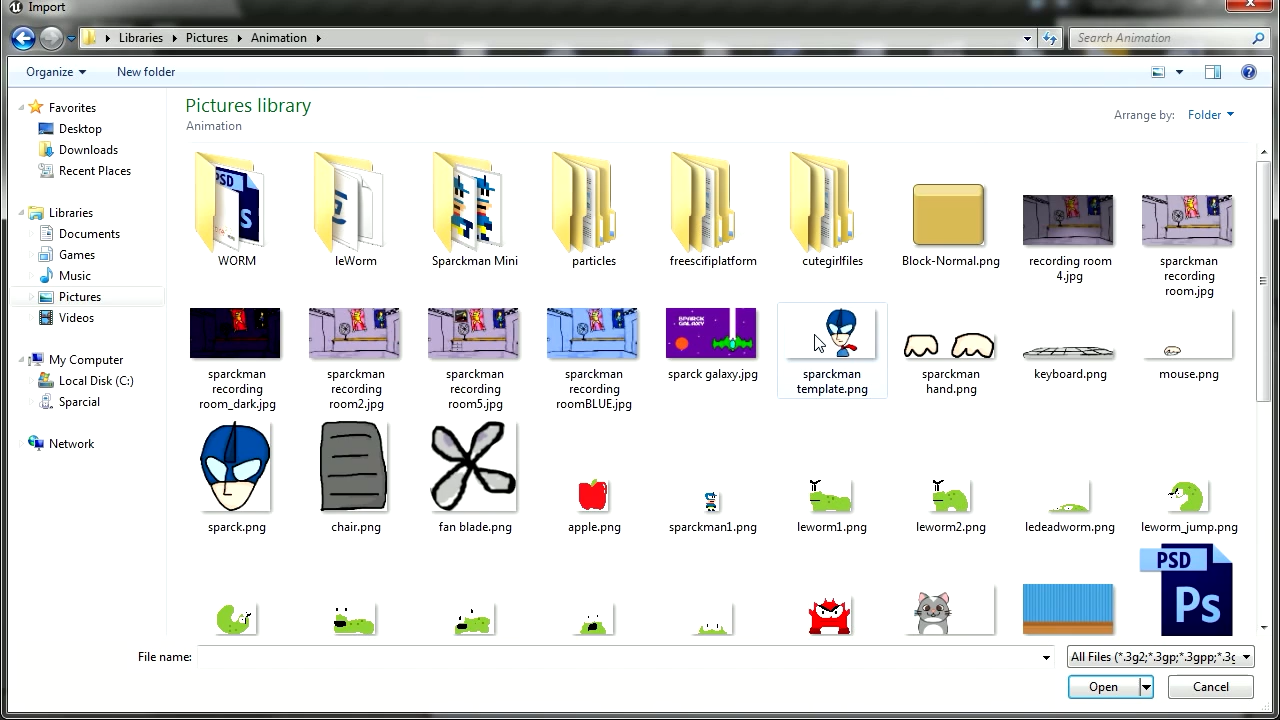 Import
Libraries
Pictures
Animation
Search Animation
Organize
New folder
Favorites
Desktop
Downloads
Recent Places
Libraries
Documents
Games
Music
Pictures
Videos
My Computer
Local Disk (C:)
Sparcial
Network
Pictures library
Animation
Arrange by:
Folder
WORM
leWorm
Sparckman Mini
particles
freescifiplatform
cutegirlfiles
Block-Normal.png
recording room
4.jpg
sparckman
recording
room.jpg
sparckman
recording
room_dark.jpg
sparckman
recording
room2.jpg
sparckman
recording
room5.jpg
sparckman
recording
roomBLUE.jpg
SPARCK
GALAXY
sparck galaxy.jpg
sparckman
template.png
sparckman
hand.png
keyboard.png
mouse.png
sparck.png
chair.png
fan blade.png
apple.png
sparckman1.png
leworm1.png
leworm2.png
ledeadworm.png
leworm_jump.png
PSD
Ps
File name:
All Files (*.3g2;*.3gp;*.3gpp;*.3g
Open
Cancel